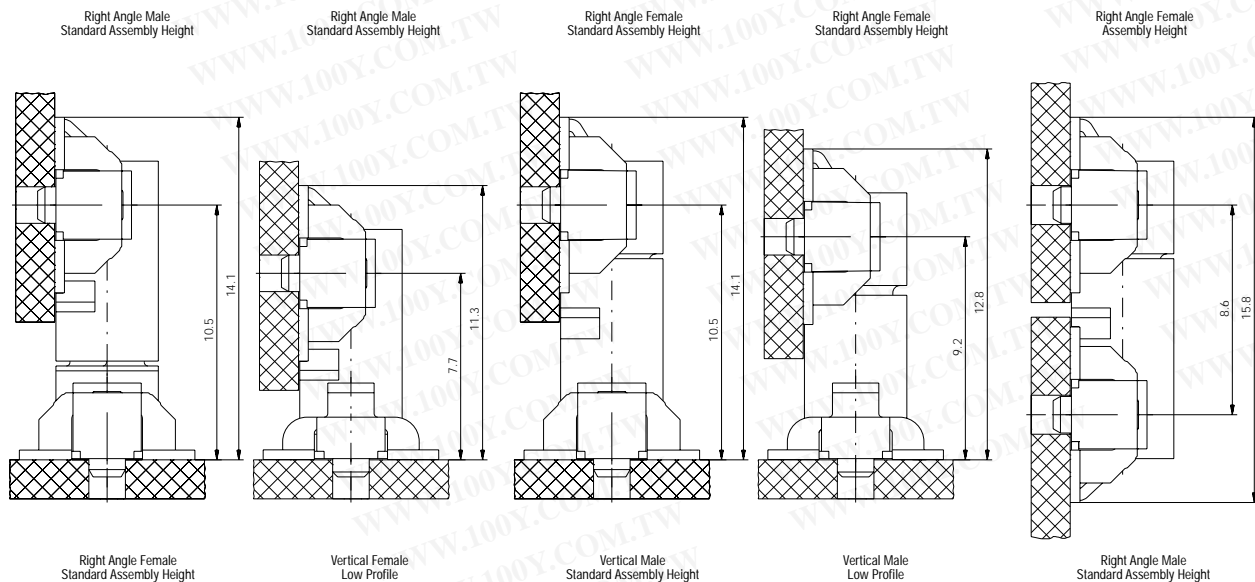 Right Angle Male
Standard Assembly Height
Right Angle Male
Standard Assembly Height
Right Angle Female
Standard Assembly Height
Right Angle Female
Standard Assembly Height
Right Angle Female
Assembly Height
14.1
10.5
11.3
7.7
14.1
10.5
12.8
9.2
8.6
15.8
Right Angle Female
Standard Assembly Height
Vertical Female
Low Profile
Vertical Male
Standard Assembly Height
Vertical Male
Low Profile
Right Angle Male
Standard Assembly Height
WWW.100Y.COM.TW